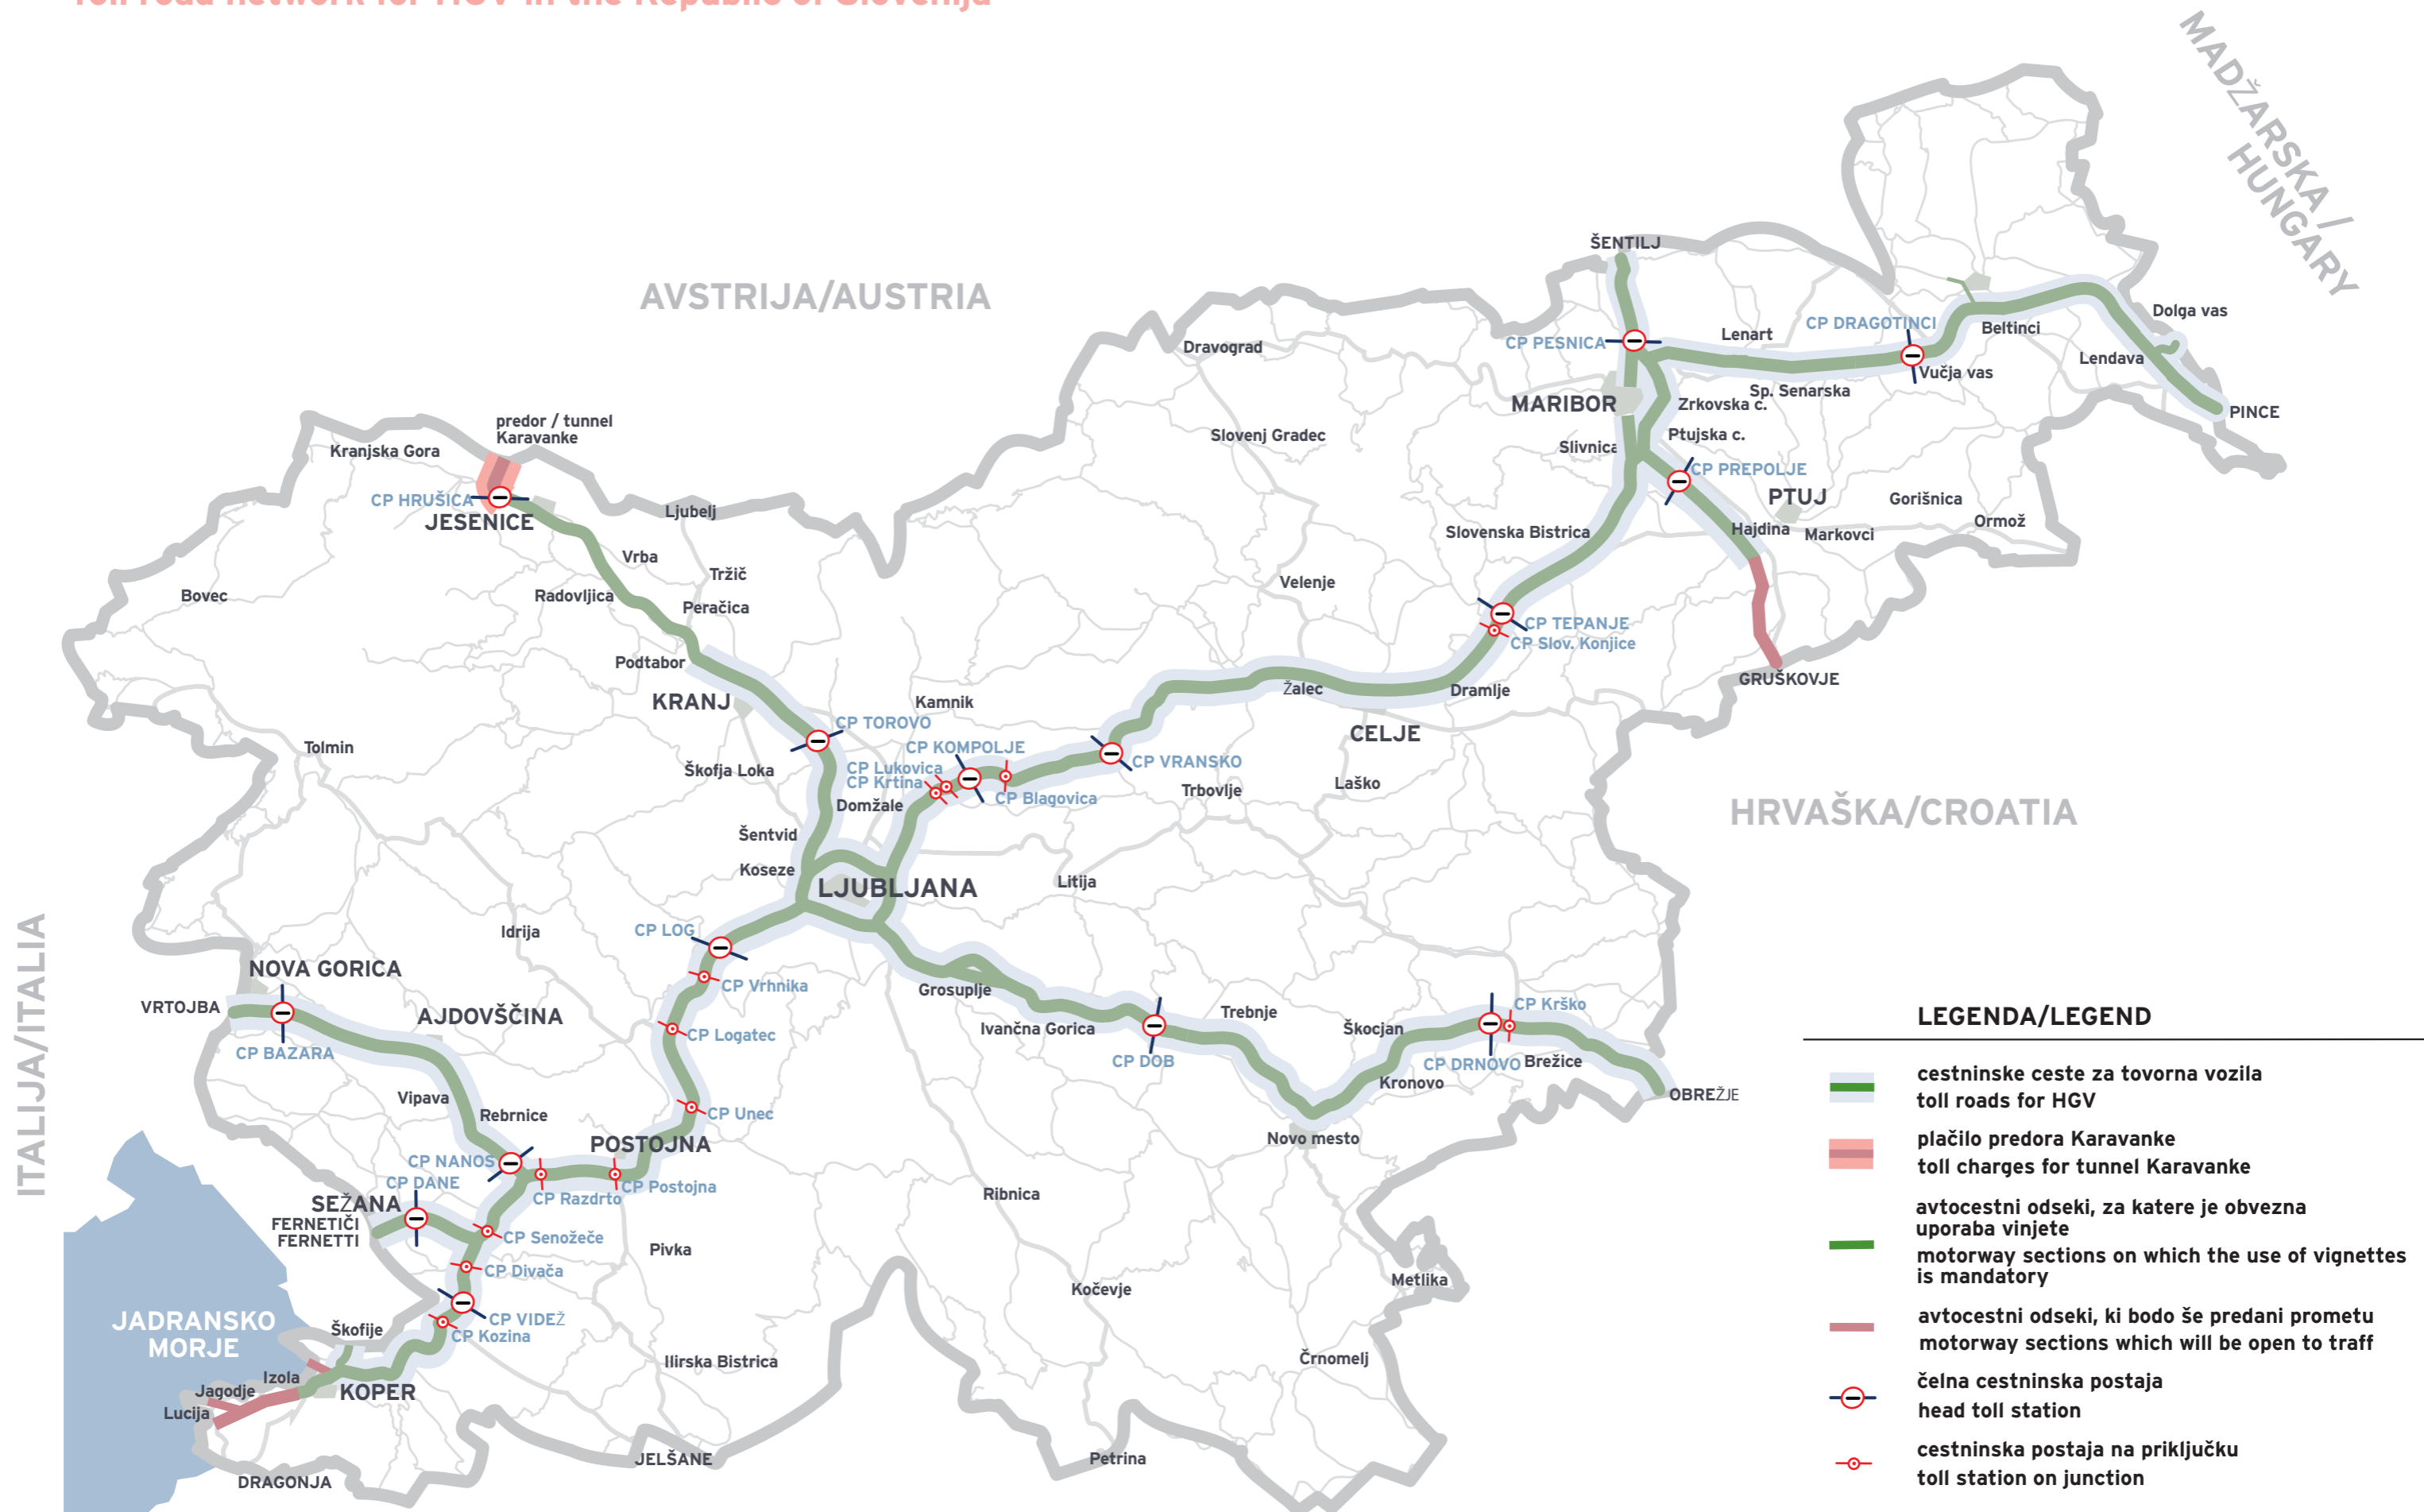 Toll road network for HGV in the Republic of Slovenija
MADŽARSKA /
HUNGARY
AVSTRIJA/AUSTRIA
HRVAŠKA/CROATIA
ITALIJA/ITALIA
JADRANSKO
MORJE
ŠENTILJ
CP PESNICA
Lenart
CP DRAGOTINCI
Beltinci
Dolga vas
Lendava
Vučja vas
PINCE
Sp. Senarska
Dravograd
MARIBOR
Zrkovska c.
Ptujska c.
Slivnica
Slovenj Gradec
CP PREPOLJE
PTUJ
Gorišnica
Ormož
Hajdina
Markovci
Slovenska Bistrica
predor / tunnel
Karavanke
Kranjska Gora
CP HRUŠICA
JESENICE
Ljubelj
Vrba
Tržič
Bovec
Radovljica
Peračica
Velenje
CP TEPANJE
CP Slov. Konjice
Podtabor
KRANJ
Kamnik
Žalec
Dramlje
GRUŠKOVJE
CELJE
CP TOROVO
Tolmin
CP KOMPOLJE
CP Lukovica
CP Krtina
CP VRANSKO
Škofja Loka
Domžale
CP Blagovica
Trbovlje
Laško
Šentvid
Koseze
LJUBLJANA
Litija
CP LOG
Idrija
NOVA GORICA
CP Vrhnika
Grosuplje
VRTOJBA
AJDOVŠČINA
CP BAZARA
CP Logatec
Ivančna Gorica
CP DOB
Trebnje
Škocjan
CP Krško
CP DRNOVO
Brežice
Kronovo
OBREŽJE
Vipava
Rebrnice
CP Unec
POSTOJNA
Novo mesto
CP NANOS
CP DANE
CP Razdrto
CP Postojna
SEŽANA
FERNETIČI
FERNETTI
CP Senožeče
Ribnica
Pivka
CP Divača
Kočevje
Metlika
CP VIDEŽ
CP Kozina
Škofije
Ilirska Bistrica
Črnomelj
Izola
Jagodje
KOPER
Lucija
JELŠANE
Petrina
DRAGONJA
LEGENDA/LEGEND
cestninske ceste za tovorna vozila
toll roads for HGV
plačilo predora Karavanke
toll charges for tunnel Karavanke
avtocestni odseki, za katere je obvezna
uporaba vinjete
motorway sections on which the use of vignettes
is mandatory
avtocestni odseki, ki bodo še predani prometu
motorway sections which will be open to traff
čelna cestninska postaja
head toll station
cestninska postaja na priključku
toll station on junction